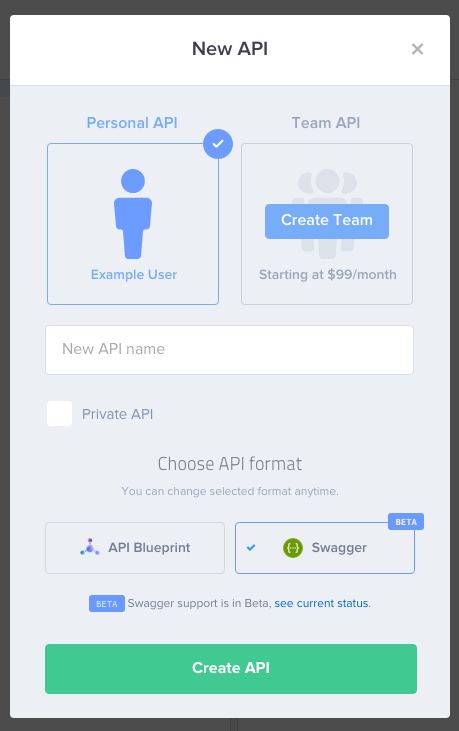 New API
Personal API
Team API
Create Team
Example User
Starting at $99/month
New API name
Private API
Choose API format
You can change selected format anytime.
BETA
API Blueprint
{···} Swagger
BETA Swagger support is in Beta, see current status.
Create API